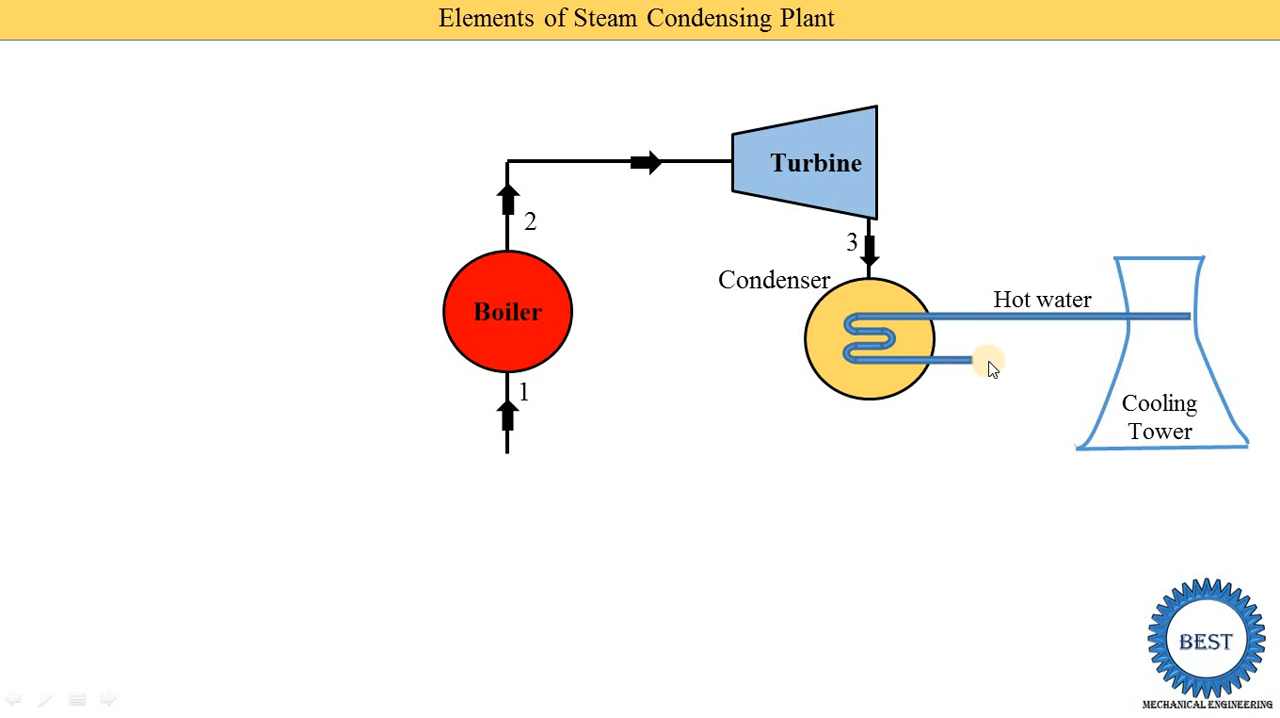 Elements of Steam Condensing Plant
Turbine
2
3
Condenser
Hot water
Boiler
1
Cooling
Tower
BEST
MECHANICAL ENGINEERING